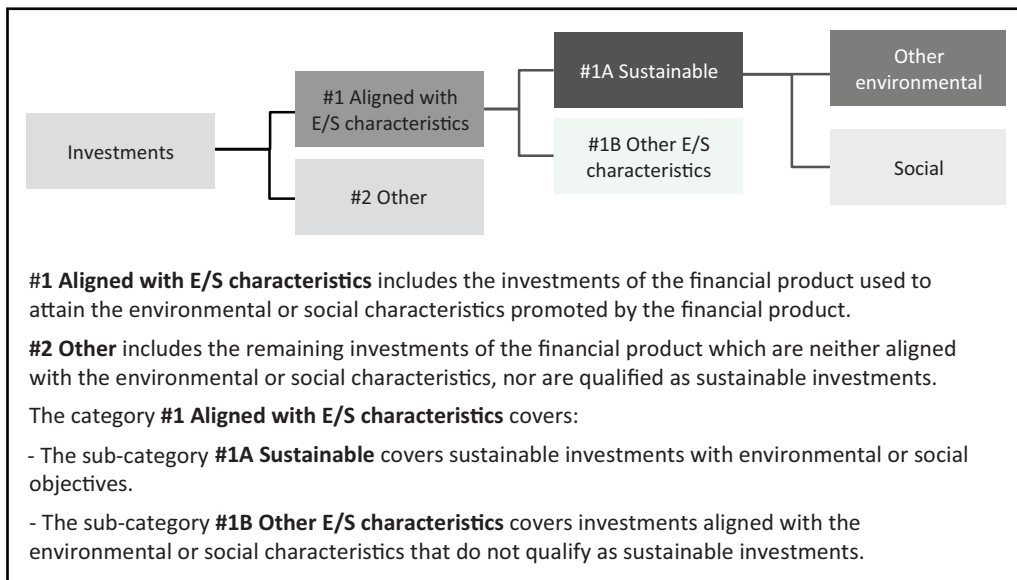 Investments
#1 Aligned with
E/S characteristics
#2 Other
#1A Sustainable
#1B Other E/S
characteristics
Other
environmental
Social
#1 Aligned with E/S characteristics includes the investments of the financial product used to
attain the environmental or social characteristics promoted by the financial product.
#2 Other includes the remaining investments of the financial product which are neither aligned
with the environmental or social characteristics, nor are qualified as sustainable investments.
The category #1 Aligned with E/S characteristics covers:
- The sub-category #1A Sustainable covers sustainable investments with environmental or social
objectives.
- The sub-category #1B Other E/S characteristics covers investments aligned with the
environmental or social characteristics that do not qualify as sustainable investments.